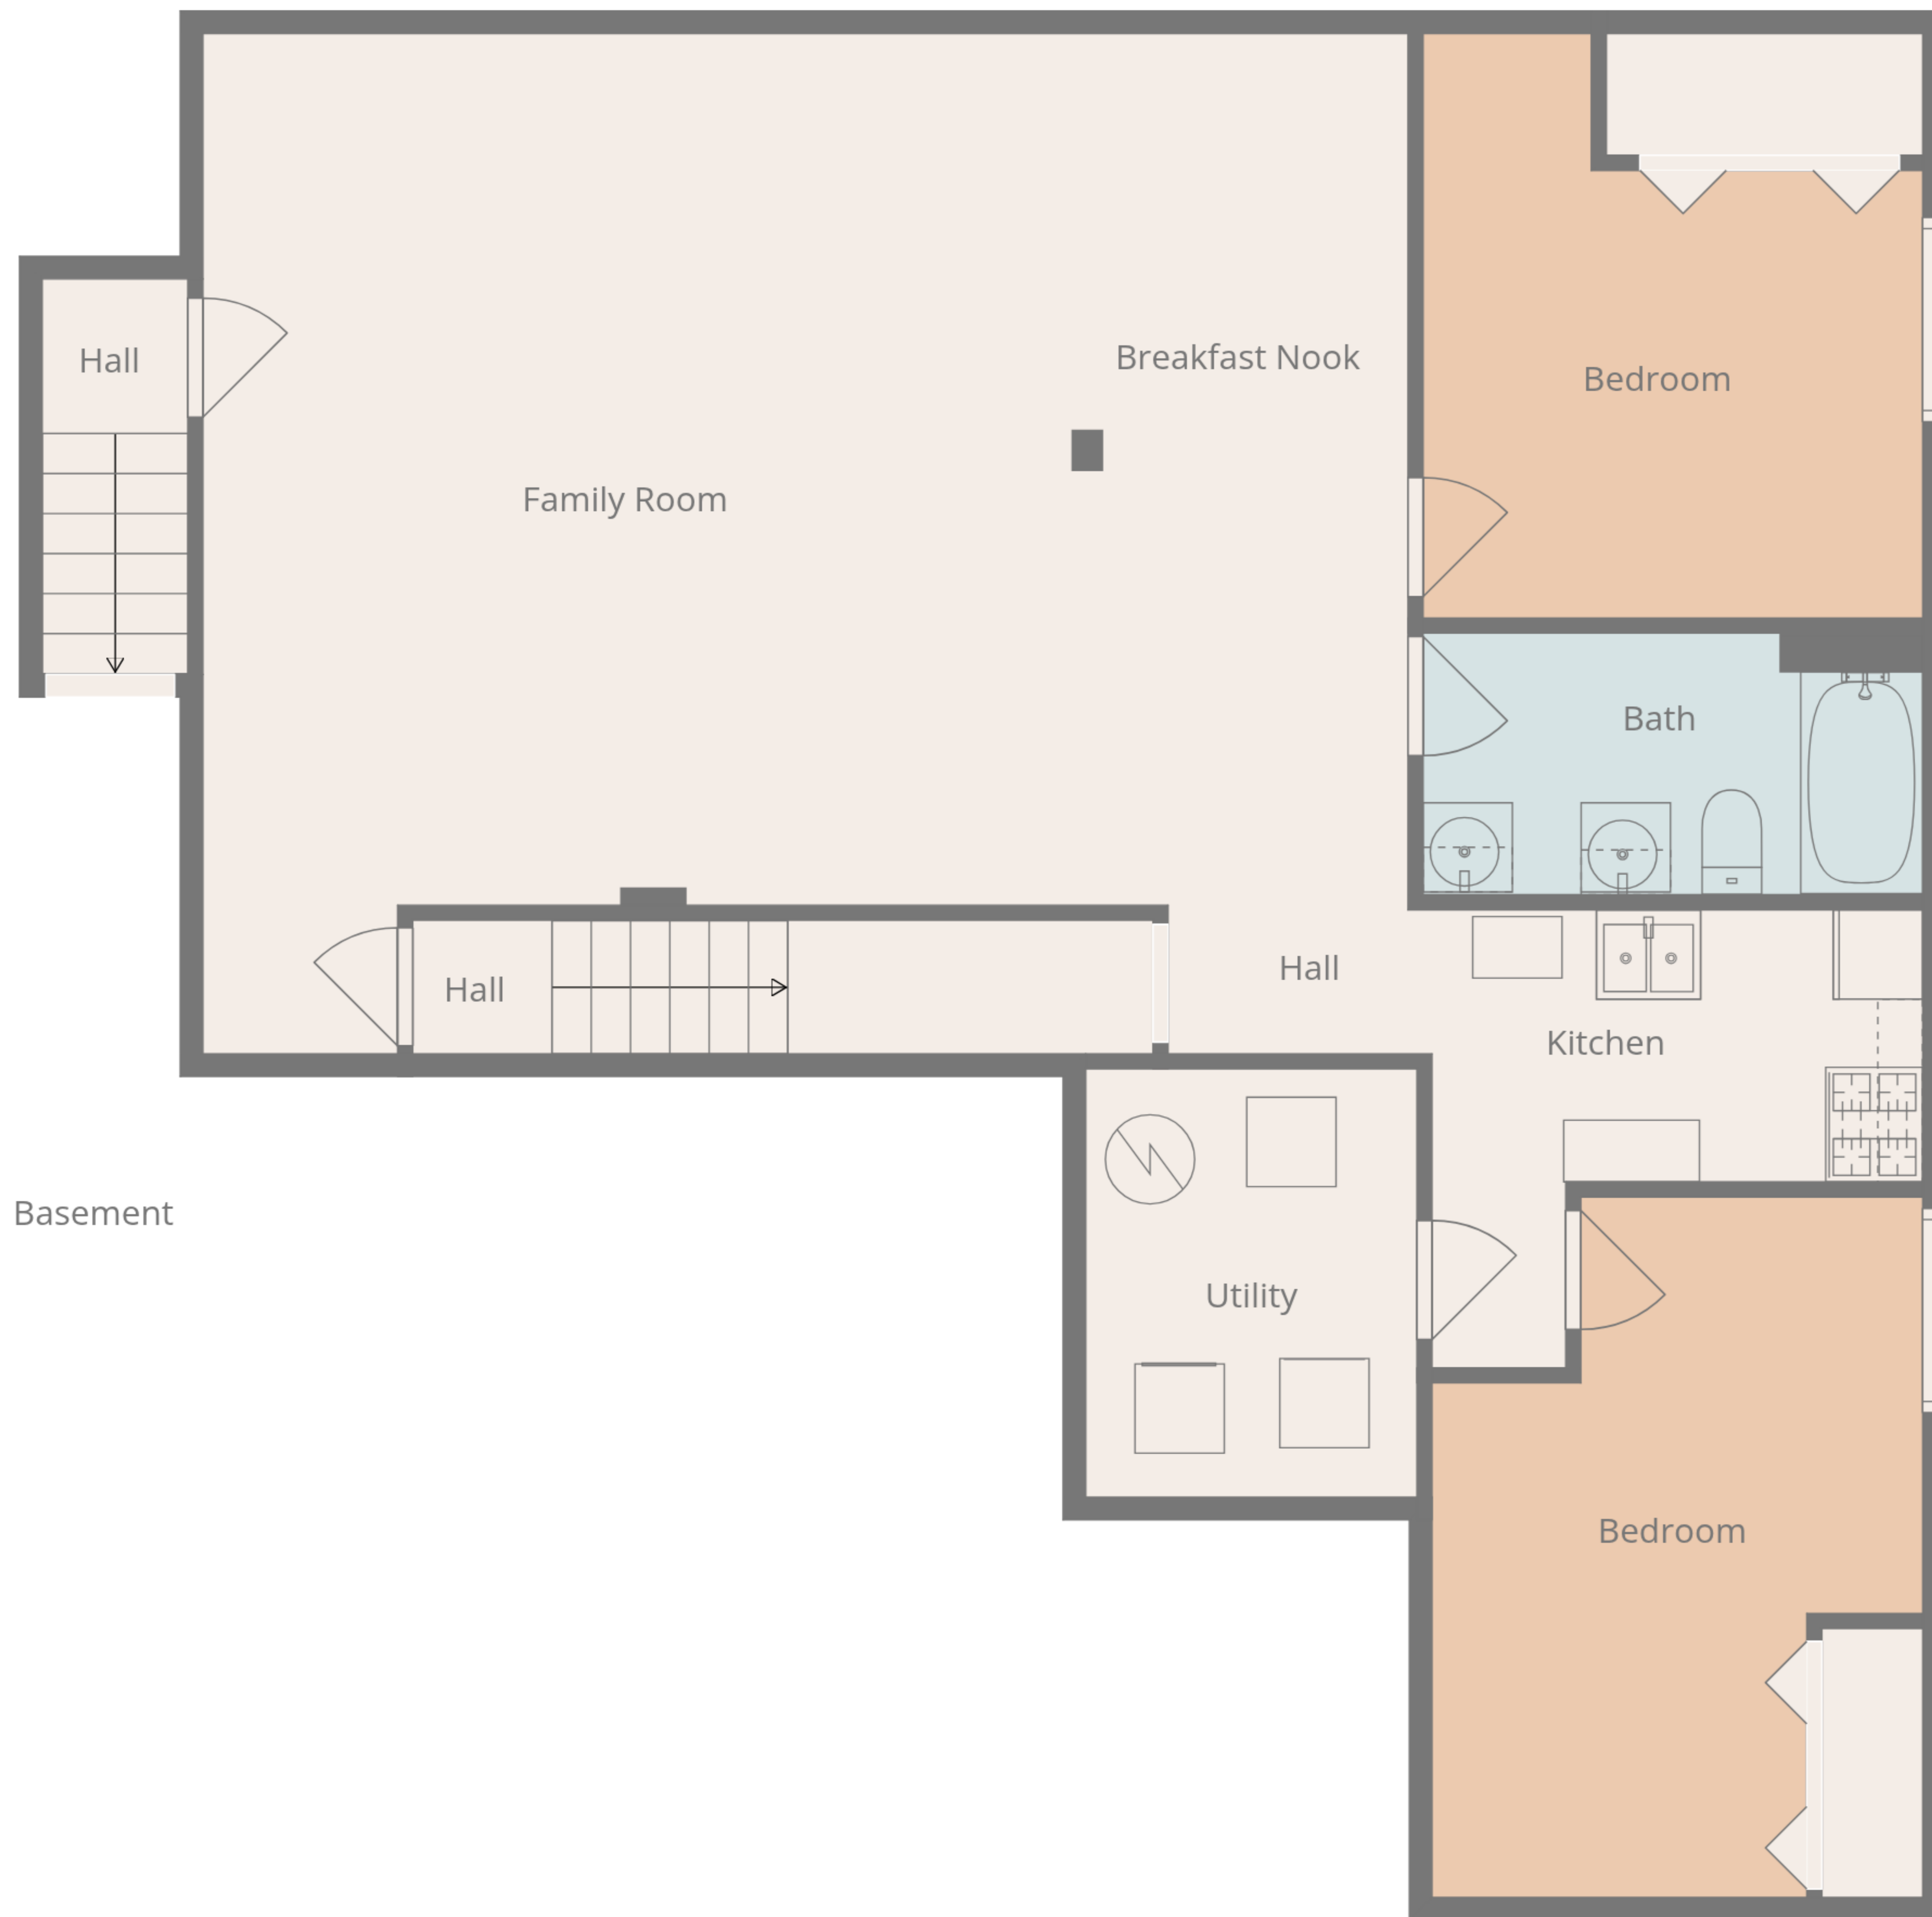 Hall
Breakfast Nook
Bedroom
Family Room
Bath
Hall
Hall
Kitchen
Basement
Utility
Bedroom